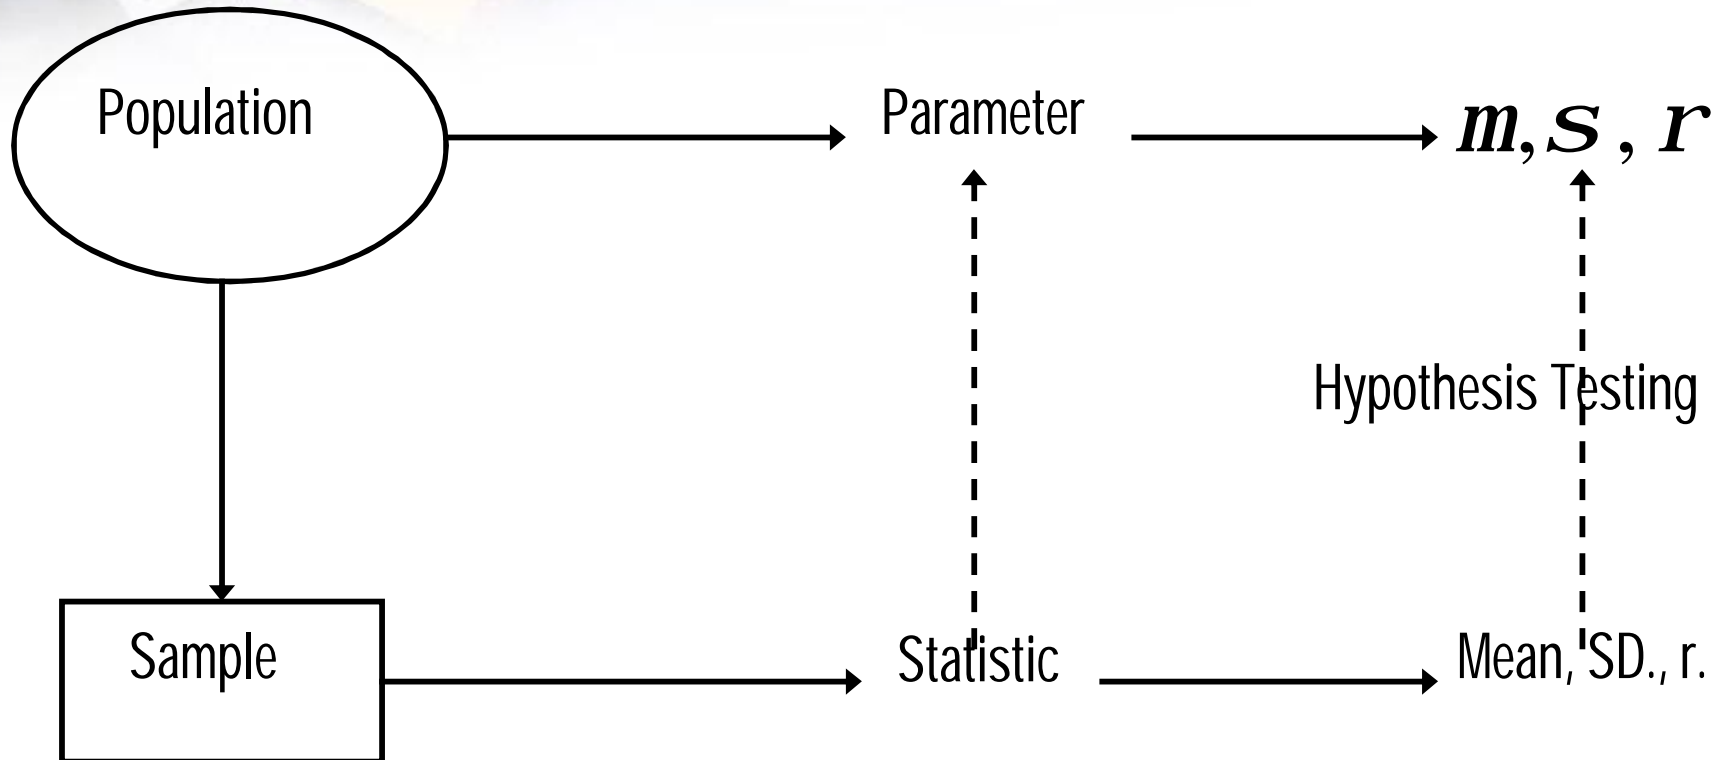 Population
Parameter
m, s, r
Hypothesis Testing
Sample
Statistic
Mean, SD., r.